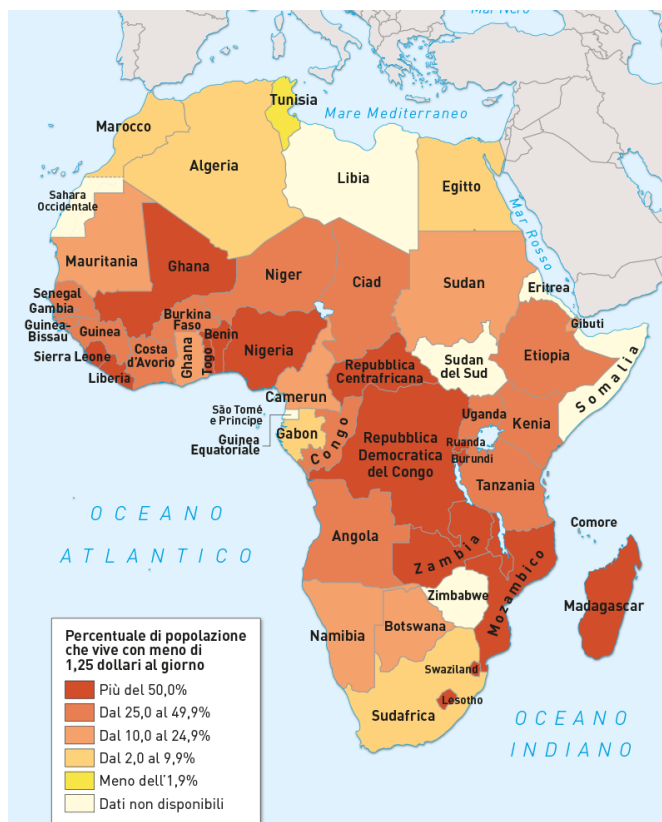 Mar Nero
Tunisia
Mare Mediterraneo
Marocco
Algeria
Libia
Egitto
Sahara
Occidentale
Mar Rosso
Mauritania
Ghana
Niger
Ciad
Sudan
Eritrea
Senegal
Gambia
Guinea-
Bissau
Guinea
Burkina
Faso
Gibuti
Sierra Leone
Costa
d'Avorio
Ghana
Togo
Benin
Nigeria
Etiopia
Somalia
Liberia
Repubblica
Centrafricana
Sudan
del Sud
Camerun
São Tomé
e Principe
Guinea
Equatoriale
Gabon
Congo
Repubblica
Democratica
del Congo
Uganda
Kenia
Ruanda
Burundi
Tanzania
OCEANO
ATLANTICO
Angola
Zambia
Comore
Mozambico
Madagascar
Zimbabwe
Namibia
Botswana
Swaziland
Lesotho
Sudafrica
OCEANO
INDIANO
Percentuale di popolazione
che vive con meno di
1,25 dollari al giorno
Più del 50,0%
Dal 25,0 al 49,9%
Dal 10,0 al 24,9%
Dal 2,0 al 9,9%
Meno dell'1,9%
Dati non disponibili